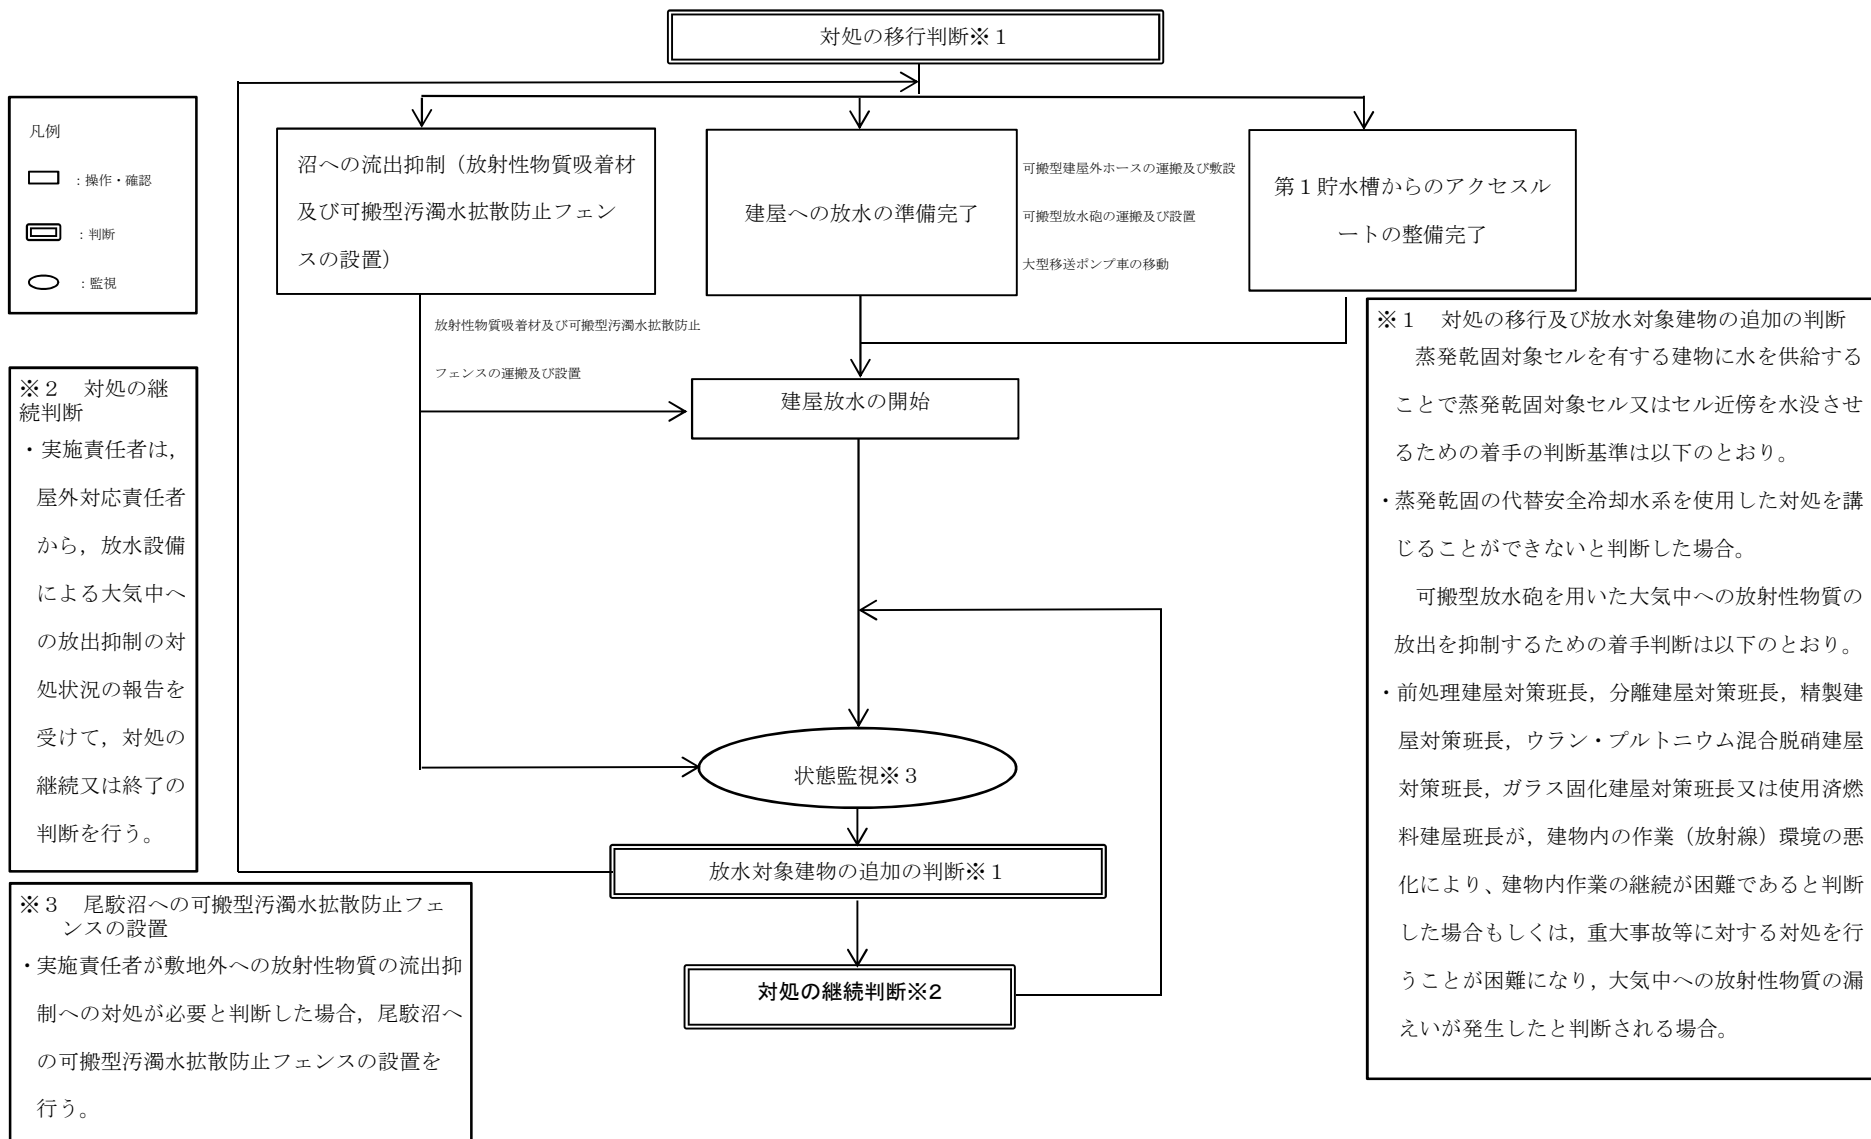 対処の移行判断※１
凡例
：操作・確認
：判断
：監視
沼への流出抑制（放射性物質吸着材
及び可搬型汚濁水拡散防止フェン
スの設置）
建屋への放水の準備完了
可搬型建屋外ホースの運搬及び敷設
可搬型放水砲の運搬及び設置
大型移送ポンプ車の移動
第１貯水槽からのアクセスル
ートの整備完了
放射性物質吸着材及び可搬型汚濁水拡散防止
フェンスの運搬及び設置
建屋放水の開始
状態監視※３
放水対象建物の追加の判断※１
対処の継続判断※2
※２　対処の継
続判断
・実施責任者は，
屋外対応責任者
から，放水設備
による大気中へ
の放出抑制の対
処状況の報告を
受けて，対処の
継続又は終了の
判断を行う。
※３　尾駮沼への可搬型汚濁水拡散防止フェ
ンスの設置
・実施責任者が敷地外への放射性物質の流出抑
制への対処が必要と判断した場合，尾駮沼へ
の可搬型汚濁水拡散防止フェンスの設置を
行う。
※１　対処の移行及び放水対象建物の追加の判断
蒸発乾固対象セルを有する建物に水を供給する
ことで蒸発乾固対象セル又はセル近傍を水没させ
るための着手の判断基準は以下のとおり。
・蒸発乾固の代替安全冷却水系を使用した対処を講
じることができないと判断した場合。
可搬型放水砲を用いた大気中への放射性物質の
放出を抑制するための着手判断は以下のとおり。
・前処理建屋対策班長，分離建屋対策班長，精製建
屋対策班長，ウラン・プルトニウム混合脱硝建屋
対策班長，ガラス固化建屋対策班長又は使用済燃
料建屋班長が，建物内の作業（放射線）環境の悪
化により、建物内作業の継続が困難であると判断
した場合もしくは，重大事故等に対する対処を行
うことが困難になり，大気中への放射性物質の漏
えいが発生したと判断される場合。